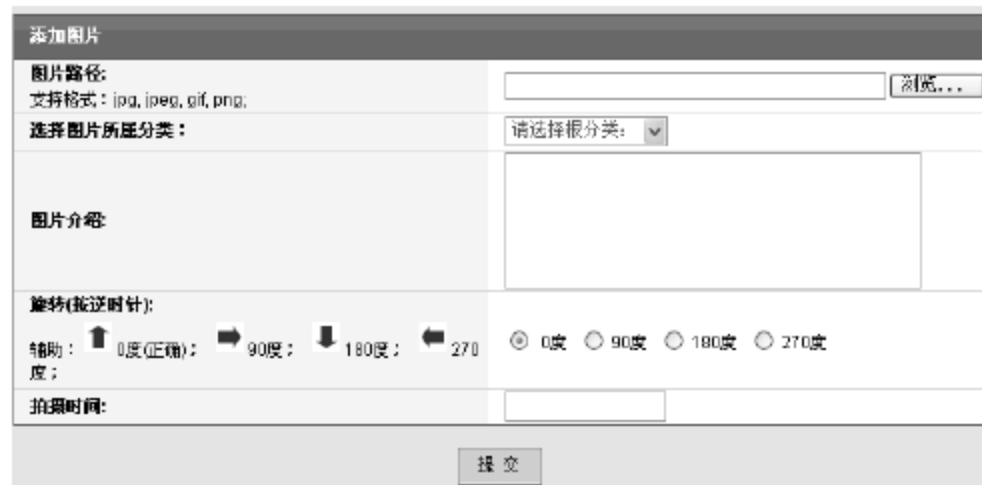 添加图片
图片路径:
支持格式：jpg, jpeg, gif, png;
浏览...
选择图片所属分类：
请选择根分类：
图片介绍:
旋转(按逆时针):
辅助： 0度(正确)； 90度； 180度； 270
度；
0度 90度 180度 270度
拍摄时间:
提 交